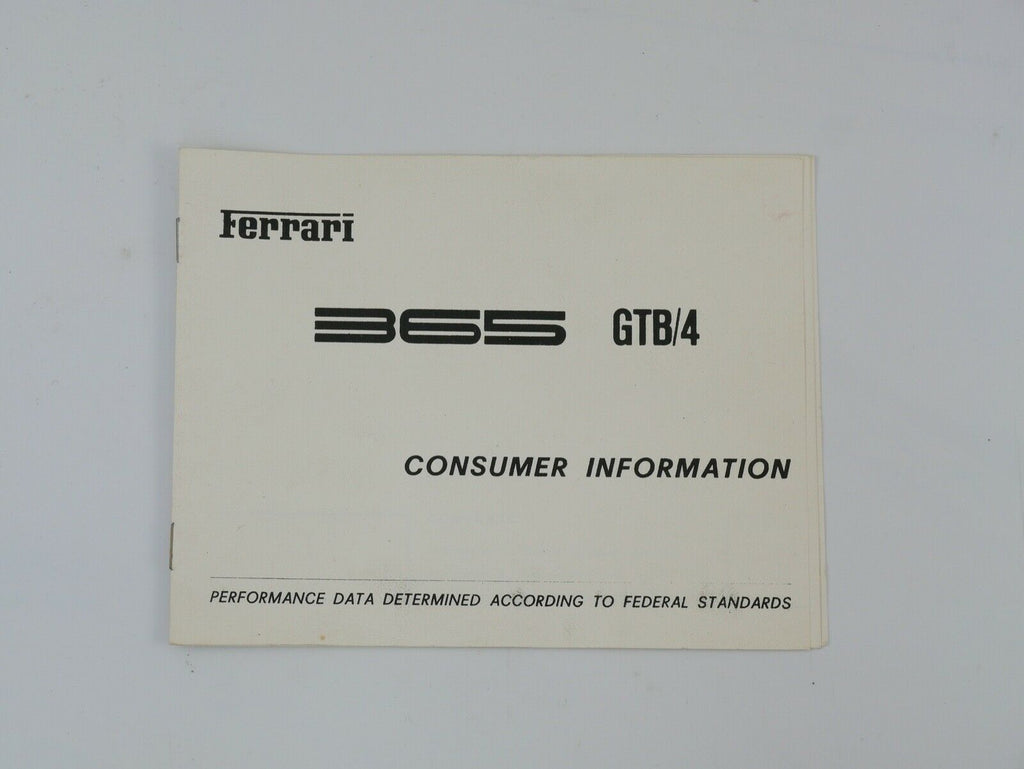 Ferrari
365 GTB/4
CONSUMER INFORMATION
PERFORMANCE DATA DETERMINED ACCORDING TO FEDERAL STANDARDS